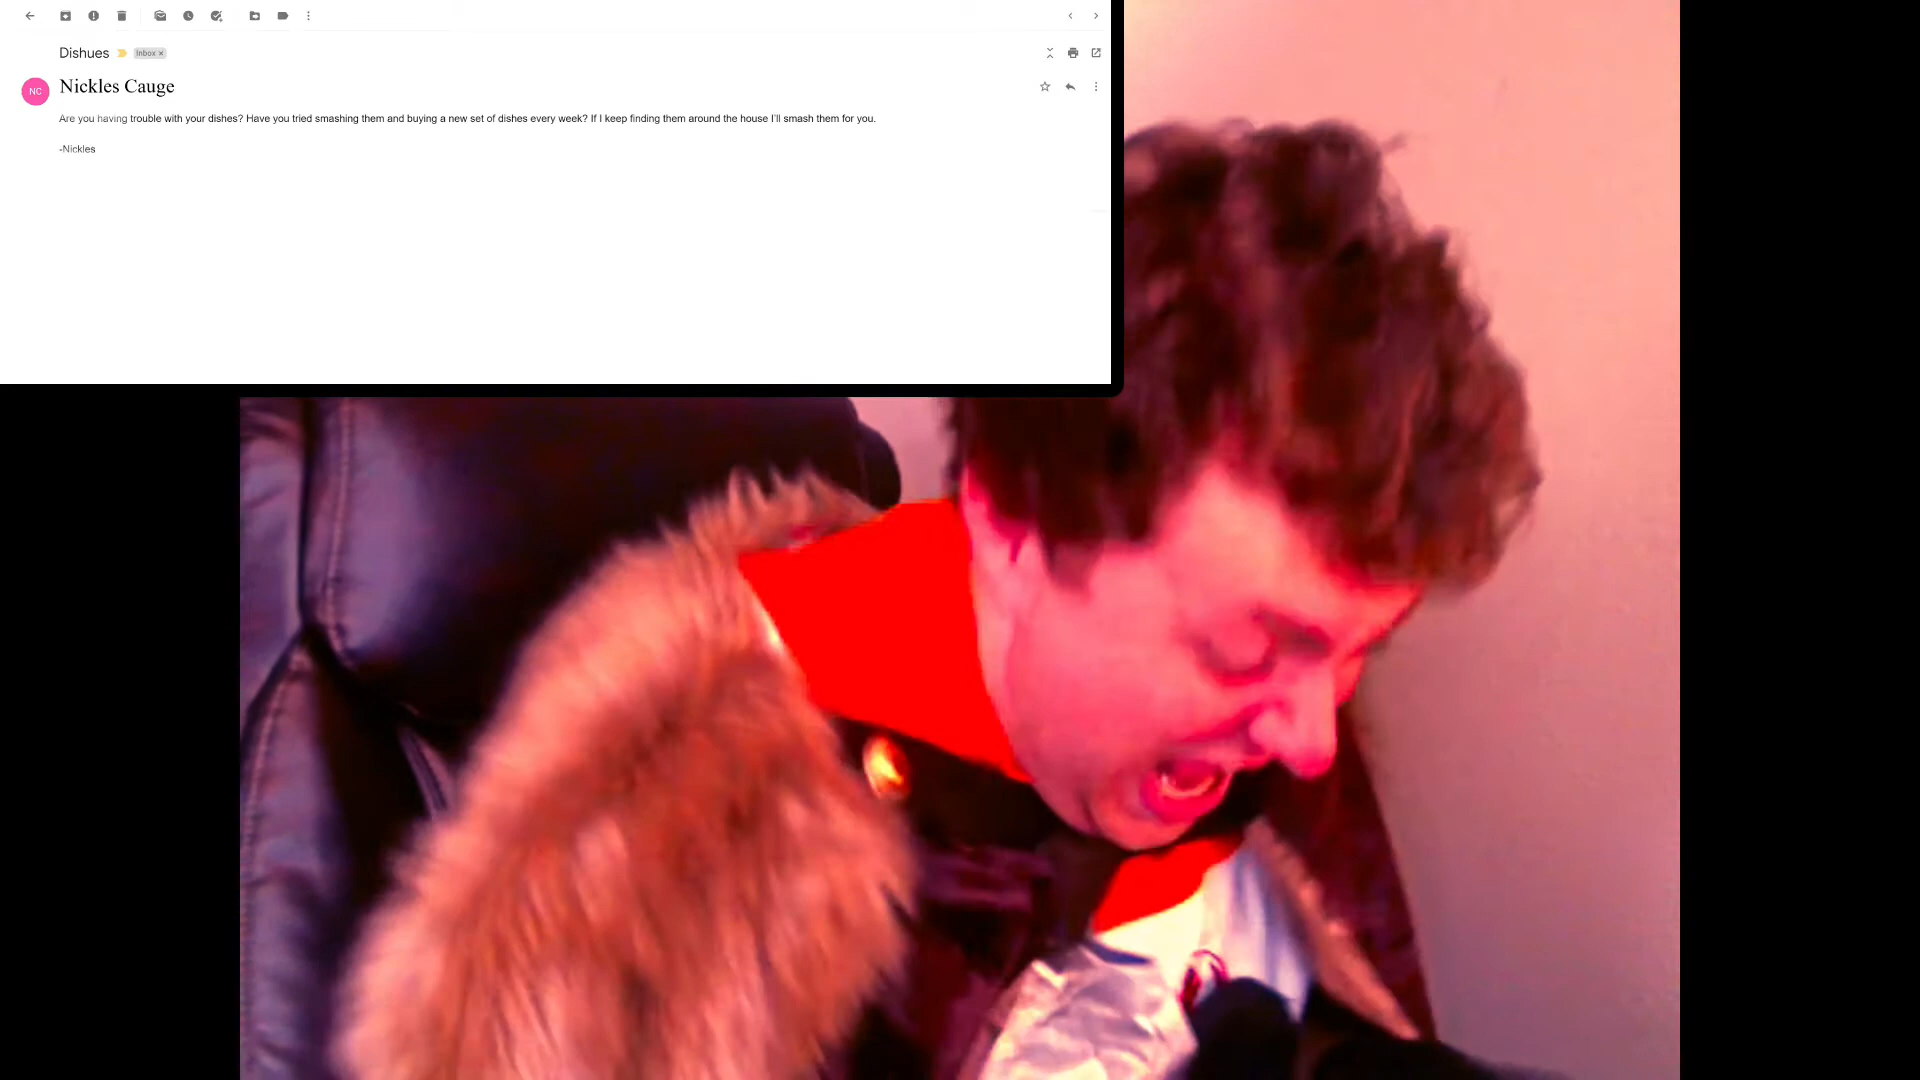 Dishues
Inbox ×
NC
Nickles Cauge
Are you having trouble with your dishes? Have you tried smashing them and buying a new set of dishes every week? If I keep finding them around the house I'll smash them for you.
-Nickles